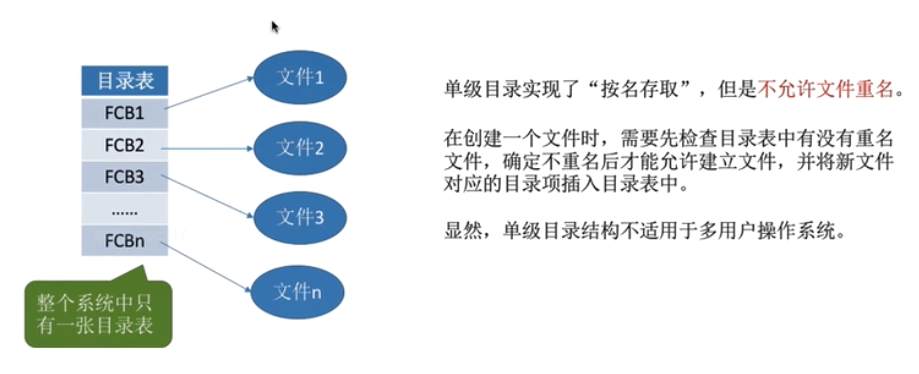 目录表
FCB1
FCB2
FCB3
......
FCBn
文件1
文件2
文件3
文件n
整个系统中只
有一张目录表
单级目录实现了“按名存取”，但是不允许文件重名。
在创建一个文件时，需要先检查目录表中有没有重名
文件，确定不重名后才能允许建立文件，并将新文件
对应的目录项插入目录表中。
显然，单级目录结构不适用于多用户操作系统。